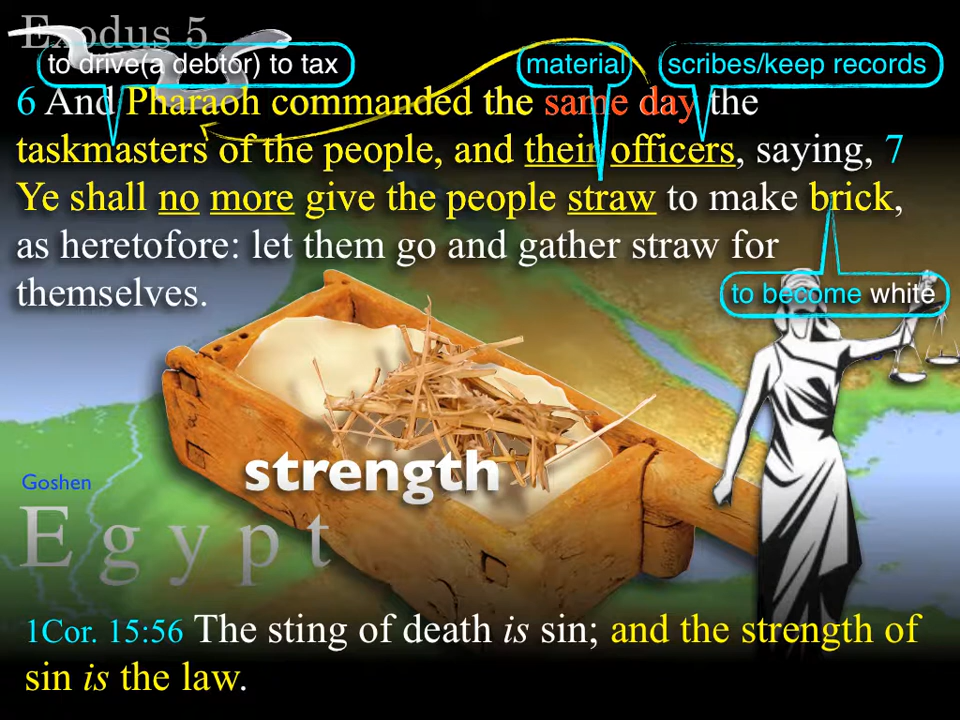 Exodus 5
to drive(a debtor) to tax
material
scribes/keep records
6 And Pharaoh commanded the same day the
taskmasters of the people, and their officers, saying, 7
Ye shall no more give the people straw to make brick,
as heretofore: let them go and gather straw for
themselves.
to become white
strength
Goshen
Egypt
1Cor. 15:56 The sting of death is sin; and the strength of
sin is the law.